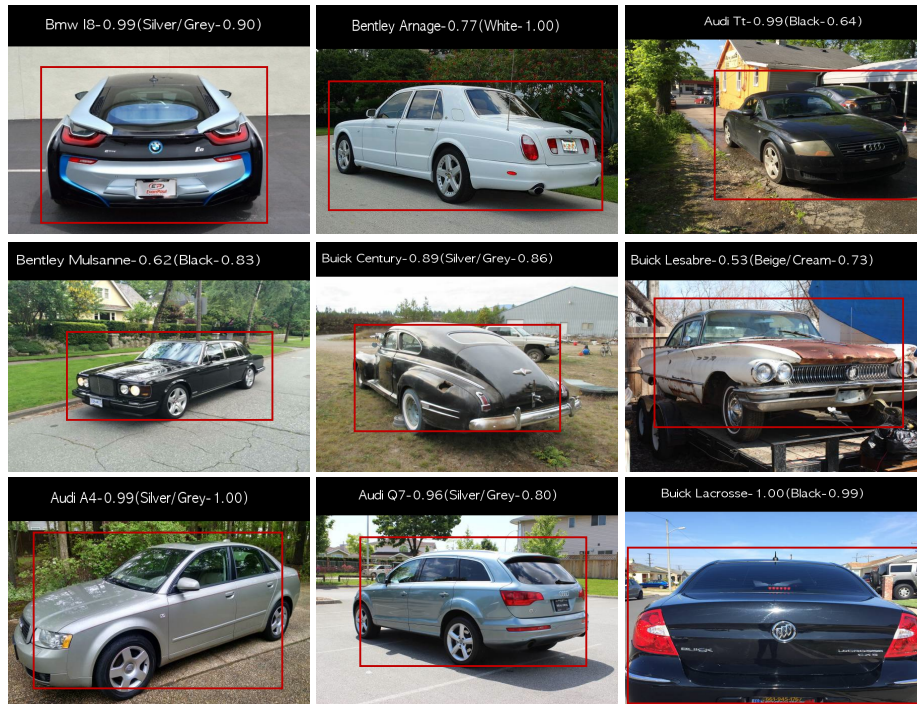 Bmw I8-0.99(Silver/Grey-0.90)
Bentley Arnage-0.77(White-1.00)
Audi Tt-0.99(Black-0.64)
Bentley Mulsanne-0.62(Black-0.83)
Buick Century-0.89(Silver/Grey-0.86)
Buick Lesabre-0.53(Beige/Cream-0.73)
Audi A4-0.99(Silver/Grey-1.00)
Audi Q7-0.96(Silver/Grey-0.80)
Buick Lacrosse-1.00(Black-0.99)
BUICK
LACROSSE
CXS